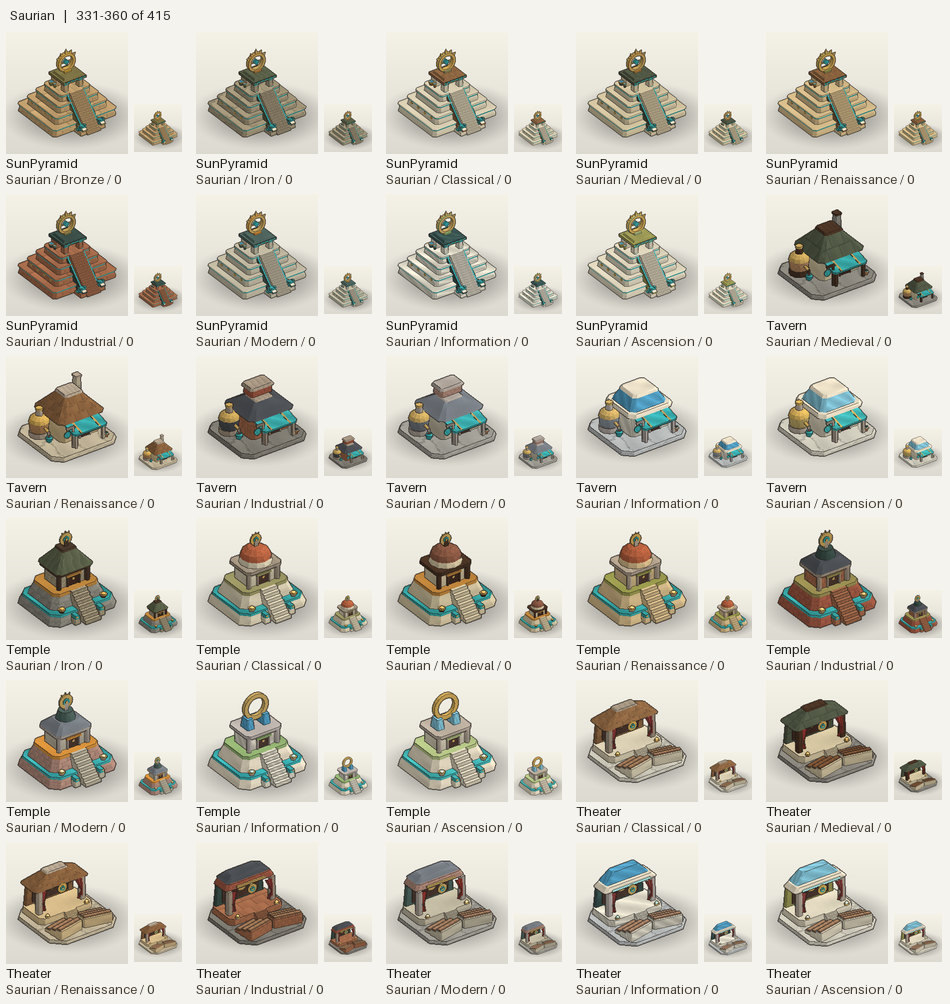 Saurian | 331-360 of 415
SunPyramid
Saurian / Bronze / 0
SunPyramid
Saurian / Iron / 0
SunPyramid
Saurian / Classical / 0
SunPyramid
Saurian / Medieval / 0
SunPyramid
Saurian / Renaissance / 0
SunPyramid
Saurian / Industrial / 0
SunPyramid
Saurian / Modern / 0
SunPyramid
Saurian / Information / 0
SunPyramid
Saurian / Ascension / 0
Tavern
Saurian / Medieval / 0
Tavern
Saurian / Renaissance / 0
Tavern
Saurian / Industrial / 0
Tavern
Saurian / Modern / 0
Tavern
Saurian / Information / 0
Tavern
Saurian / Ascension / 0
Temple
Saurian / Iron / 0
Temple
Saurian / Classical / 0
Temple
Saurian / Medieval / 0
Temple
Saurian / Renaissance / 0
Temple
Saurian / Industrial / 0
Temple
Saurian / Modern / 0
Temple
Saurian / Information / 0
Temple
Saurian / Ascension / 0
Theater
Saurian / Classical / 0
Theater
Saurian / Medieval / 0
Theater
Saurian / Renaissance / 0
Theater
Saurian / Industrial / 0
Theater
Saurian / Modern / 0
Theater
Saurian / Information / 0
Theater
Saurian / Ascension / 0